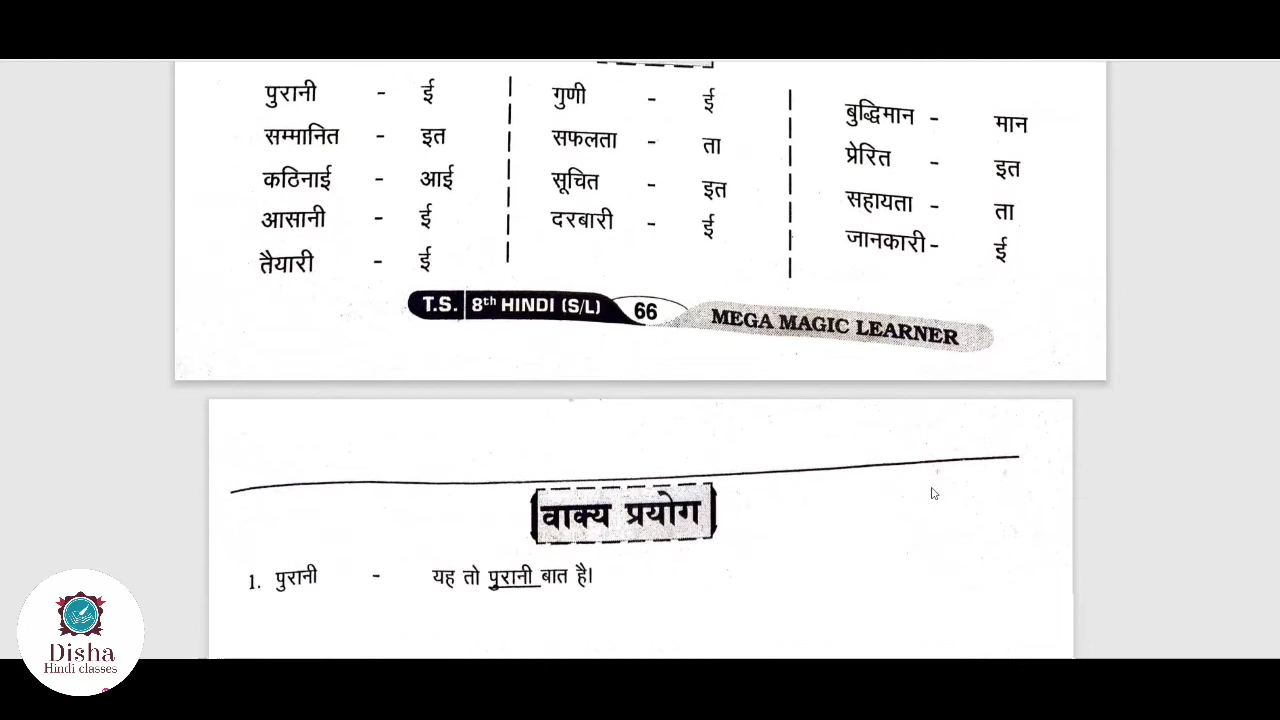 पुरानी - ई
सम्मानित - इत
कठिनाई - आई
आसानी - ई
तैयारी - ई
गुणी - ई
सफलता - ता
सूचित - इत
दरबारी - ई
बुद्धिमान - मान
प्रेरित - इत
सहायता - ता
जानकारी - ई
T.S. 8th HINDI (S/L) 66 MEGA MAGIC LEARNER
वाक्य प्रयोग
1. पुरानी - यह तो पुरानी बात है।
Disha
Hindi classes